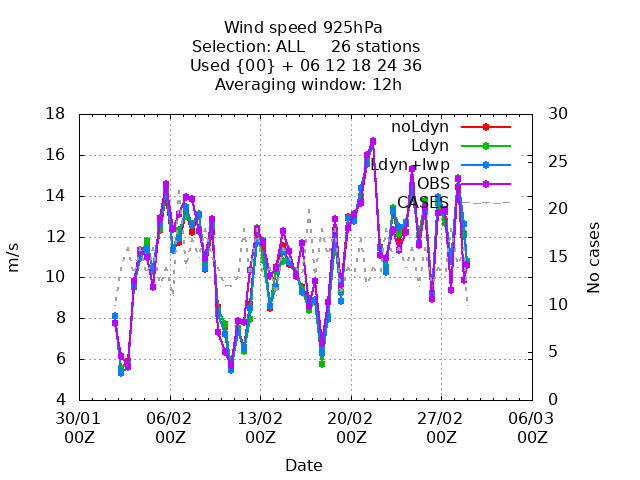 Wind speed 925hPa
Selection: ALL 26 stations
Used {00} + 06 12 18 24 36
Averaging window: 12h
18 30
noLdyn
Ldyn
16 25
Ldyn+lwp
OBS
14 20
CASES
12 15
10 10
8
6 5
4 0
m/s
No cases
30/01 06/02 13/02 20/02 27/02 06/03
00Z 00Z 00Z 00Z 00Z 00Z
Date